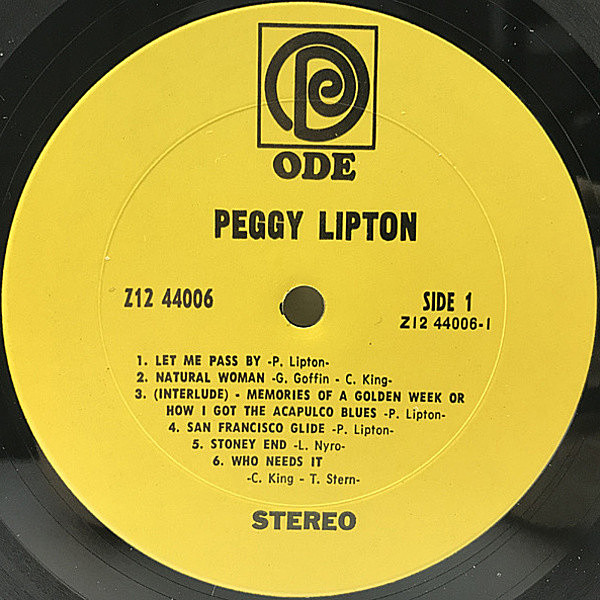 ODE
PEGGY LIPTON
Z12 44006
SIDE 1
Z12 44006-1
1. LET ME PASS BY -P. Lipton-
2. NATURAL WOMAN -G. Goffin - C. King-
3. (INTERLUDE) - MEMORIES OF A GOLDEN WEEK OR
HOW I GOT THE ACAPULCO BLUES -P. Lipton-
4. SAN FRANCISCO GLIDE -P. Lipton-
5. STONEY END -L. Nyro-
6. WHO NEEDS IT
-C. King - T. Stern-
STEREO